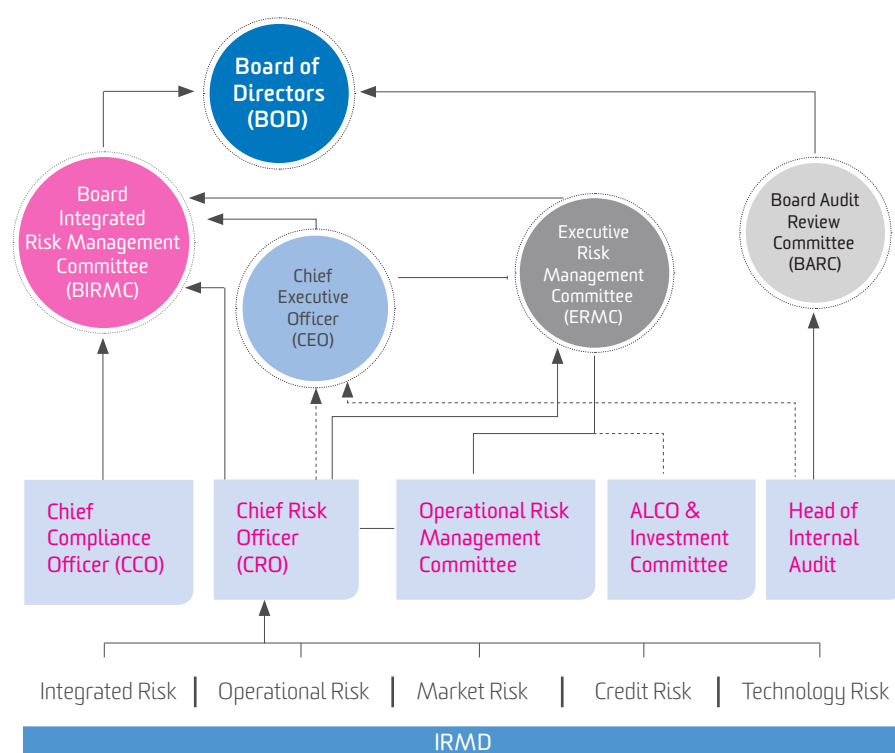 Board of
Directors
(BOD)
Board
Integrated
Risk Management
Committee
(BIRMC)
Chief
Executive
Officer
(CEO)
Executive
Risk
Management
Committee
(ERMC)
Board Audit
Review
Committee
(BARC)
Chief
Compliance
Officer (CCO)
Chief Risk
Officer
(CRO)
Operational Risk
Management
Committee
ALCO &
Investment
Committee
Head of
Internal
Audit
Integrated Risk
Operational Risk
Market Risk
Credit Risk
Technology Risk
IRMD